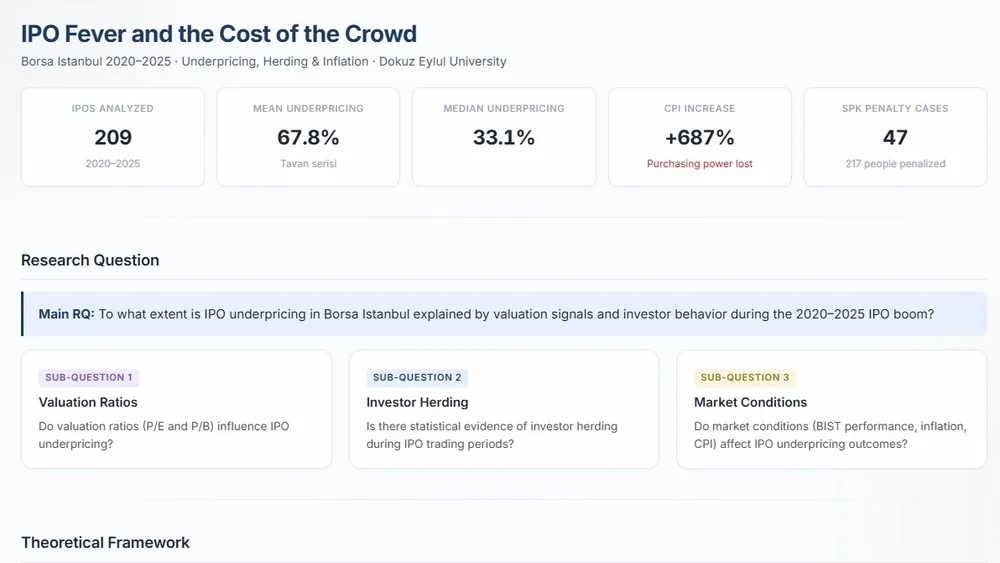 IPO Fever and the Cost of the Crowd
Borsa Istanbul 2020–2025 · Underpricing, Herding & Inflation · Dokuz Eylul University
IPOS ANALYZED
209
2020–2025
MEAN UNDERPRICING
67.8%
Tavan serisi
MEDIAN UNDERPRICING
33.1%
CPI INCREASE
+687%
Purchasing power lost
SPK PENALTY CASES
47
217 people penalized
Research Question
Main RQ: To what extent is IPO underpricing in Borsa Istanbul explained by valuation signals and investor behavior during the 2020–2025 IPO boom?
SUB-QUESTION 1
Valuation Ratios
Do valuation ratios (P/E and P/B) influence IPO
underpricing?
SUB-QUESTION 2
Investor Herding
Is there statistical evidence of investor herding
during IPO trading periods?
SUB-QUESTION 3
Market Conditions
Do market conditions (BIST performance, inflation,
CPI) affect IPO underpricing outcomes?
Theoretical Framework